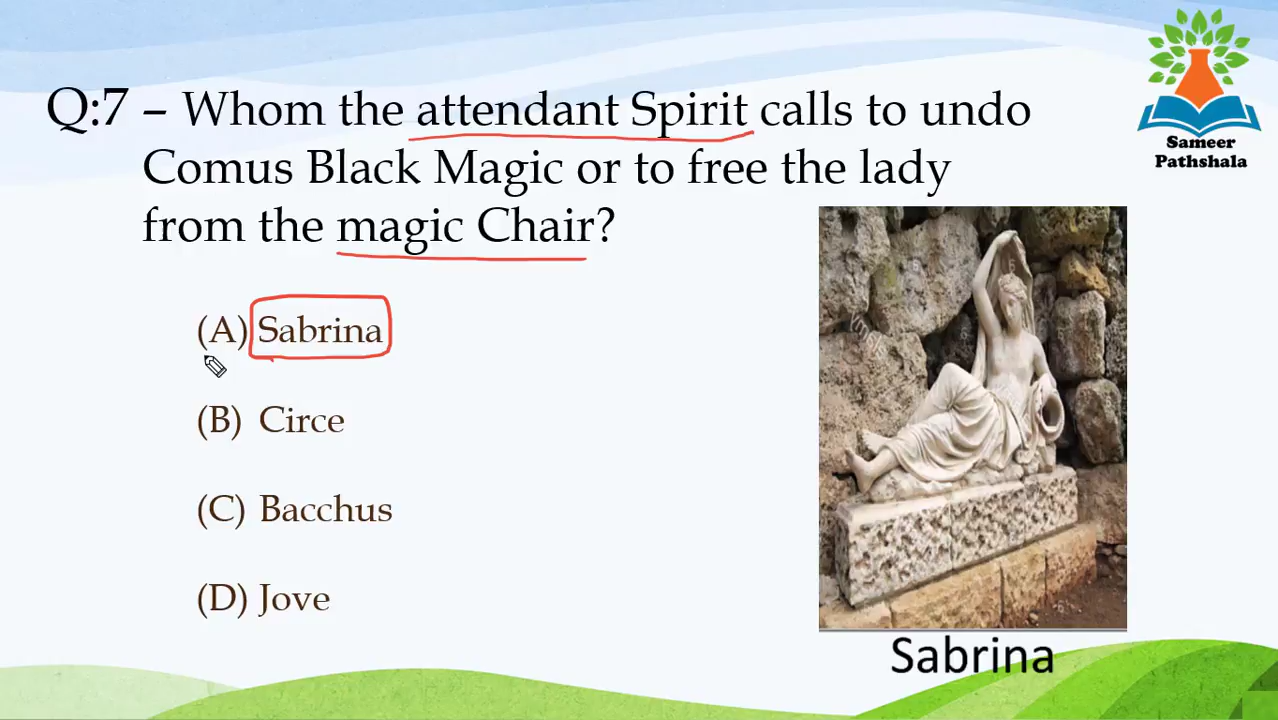 Q:7 – Whom the attendant Spirit calls to undo
Comus Black Magic or to free the lady
from the magic Chair?
(A) Sabrina
(B) Circe
(C) Bacchus
(D) Jove
Sameer
Pathshala
Sabrina